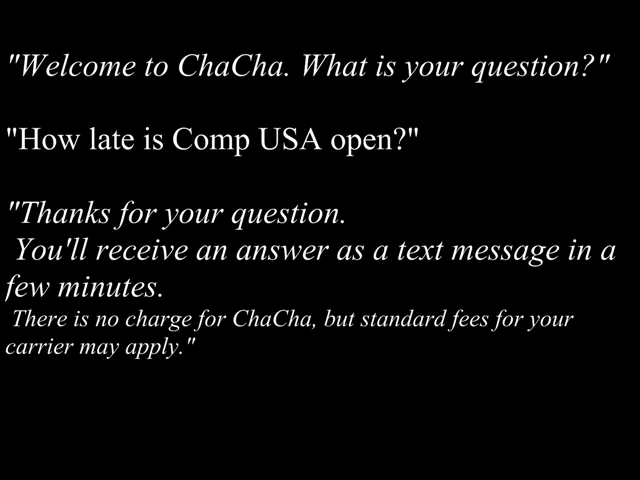 "Welcome to ChaCha. What is your question?"
"How late is Comp USA open?"
"Thanks for your question.
You'll receive an answer as a text message in a
few minutes.
There is no charge for ChaCha, but standard fees for your
carrier may apply."